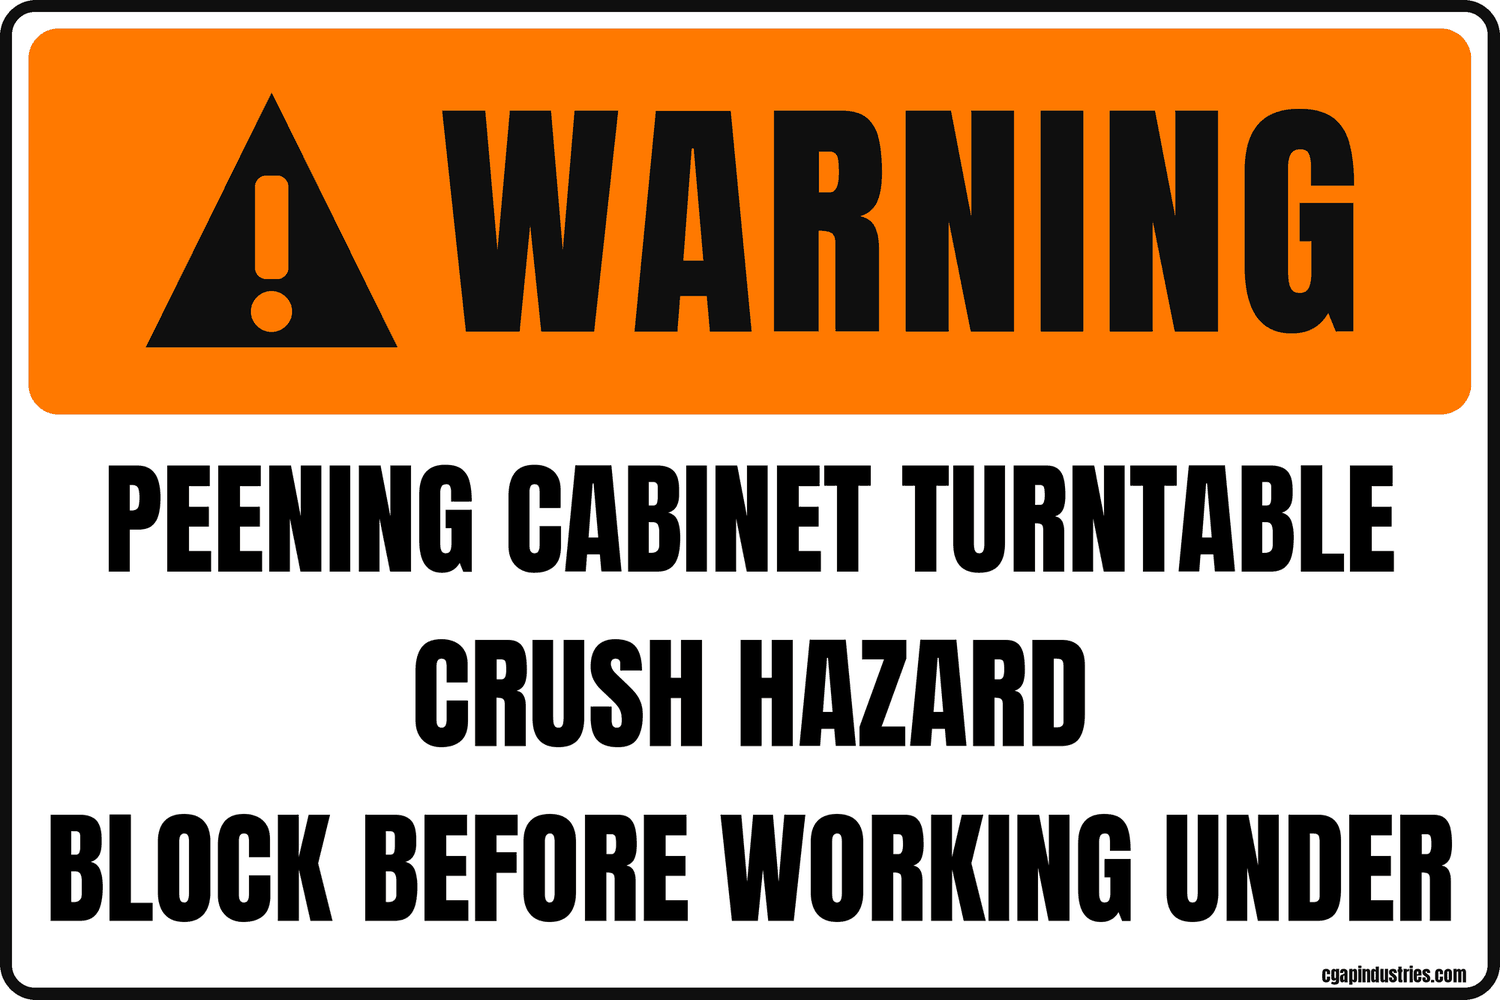 WARNING
PEENING CABINET TURNTABLE
CRUSH HAZARD
BLOCK BEFORE WORKING UNDER
cgapindustries.com